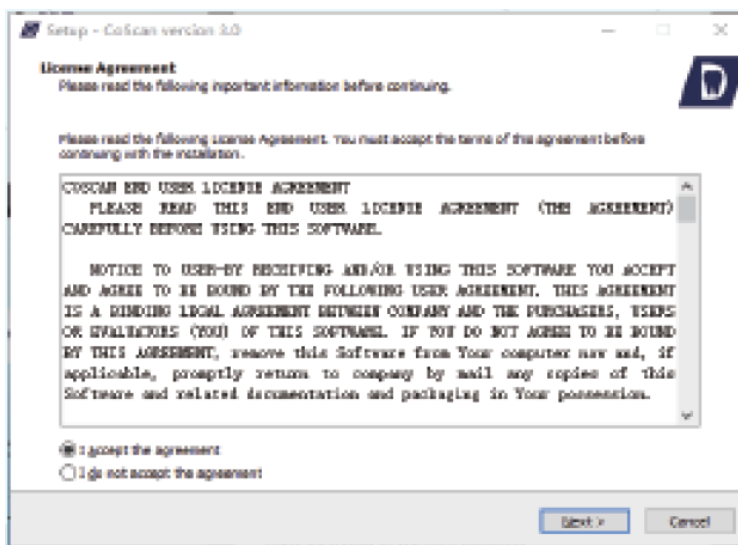 Setup - CoScan version 3.0
License Agreement
Please read the following important information before continuing.
Please read the following License Agreement. You must accept the terms of this agreement before
continuing with the installation.
COSCAN END USER LICENSE AGREEMENT
PLEASE READ THIS END USER LICENSE AGREEMENT (THE AGREEMENT)
CAREFULLY BEFORE USING THIS SOFTWARE.
NOTICE TO USER-BY RECEIVING AND/OR USING THIS SOFTWARE YOU ACCEPT
AND AGREE TO BE BOUND BY THE FOLLOWING USER AGREEMENT. THIS AGREEMENT
IS A BINDING LEGAL AGREEMENT BETWEEN COMPANY AND THE PURCHASERS, USERS
OR EVALUATORS (YOU) OF THIS SOFTWARE. IF YOU DO NOT AGREE TO BE BOUND
BY THIS AGREEMENT, remove this Software from Your computer now and, if
applicable, promptly return to company by mail any copies of this
Software and related documentation and packaging in Your possession.
I accept the agreement
I do not accept the agreement
Next >
Cancel